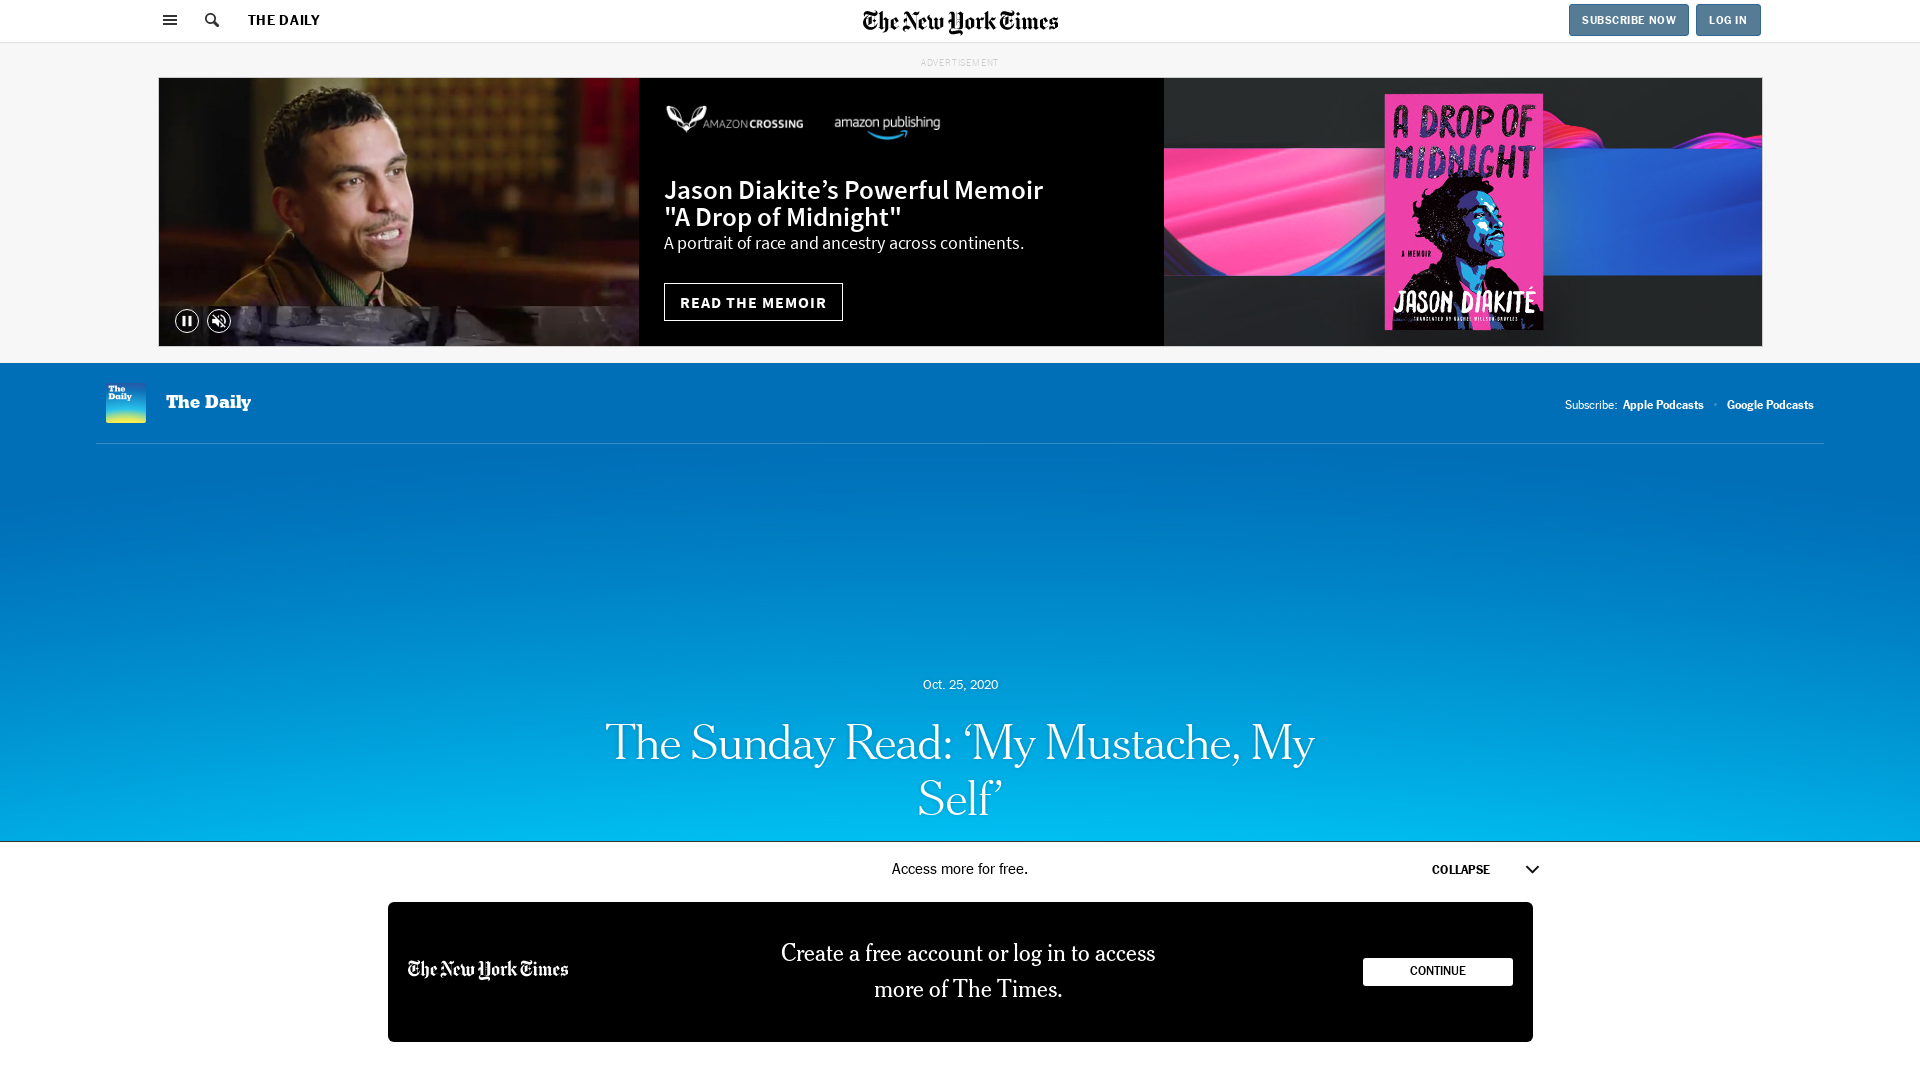 THE DAILY
The New York Times
SUBSCRIBE NOW
LOG IN
ADVERTISEMENT
AMAZONCROSSING
amazon publishing
Jason Diakite’s Powerful Memoir
"A Drop of Midnight"
A portrait of race and ancestry across continents.
READ THE MEMOIR
A DROP OF
MIDNIGHT
A MEMOIR
JASON DIAKITÉ
TRANSLATED BY RACHEL WILLSON-BROYLES
The
Daily
The Daily
Subscribe: Apple Podcasts • Google Podcasts
Oct. 25, 2020
The Sunday Read: ‘My Mustache, My
Self’
Access more for free.
COLLAPSE
The New York Times
Create a free account or log in to access
more of The Times.
CONTINUE